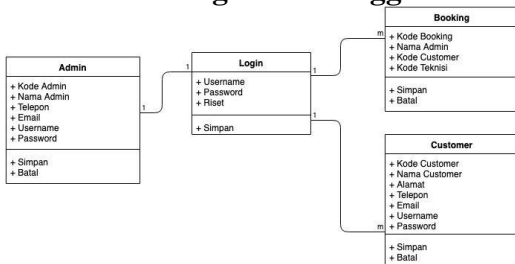 Admin
+ Kode Admin
+ Nama Admin
+ Telepon
+ Email
+ Username
+ Password
+ Simpan
+ Batal
1
1
Login
+ Username
+ Password
+ Riset
+ Simpan
1
1
m
m
Booking
+ Kode Booking
+ Nama Admin
+ Kode Customer
+ Kode Teknisi
+ Simpan
+ Batal
Customer
+ Kode Customer
+ Nama Customer
+ Alamat
+ Telepon
+ Email
+ Username
+ Password
+ Simpan
+ Batal